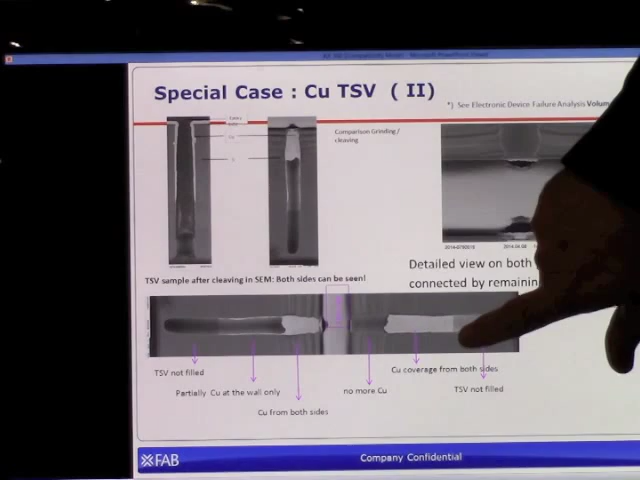 Special Case : Cu TSV ( II)
*) See Electronic Device Failure Analysis Volum
Comparison Grinding/
cleaving
TSV sample after cleaving in SEM: Both sides can be seen!
Detailed view on both
connected by remainin
TSV not filled
Partially Cu at the wall only
Cu from both sides
no more Cu
Cu coverage from both sides
TSV not filled
FAB
Company Confidential